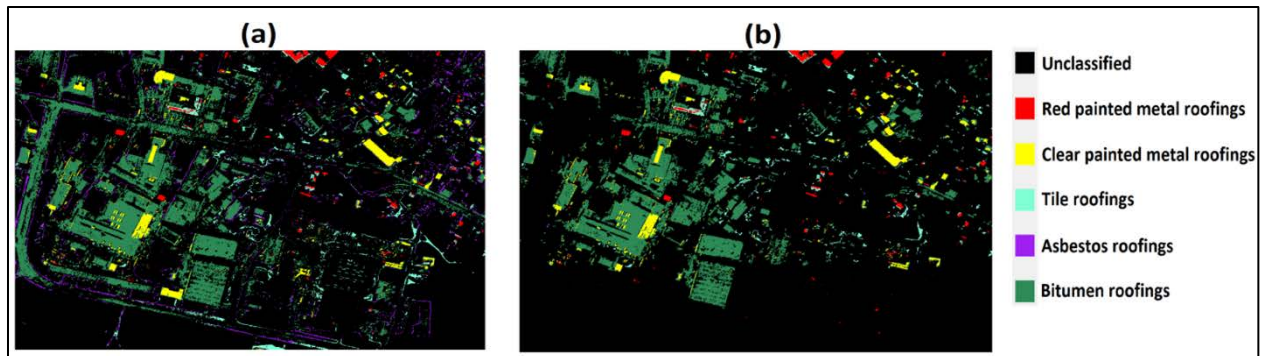 (a)
(b)
Unclassified
Red painted metal roofings
Clear painted metal roofings
Tile roofings
Asbestos roofings
Bitumen roofings